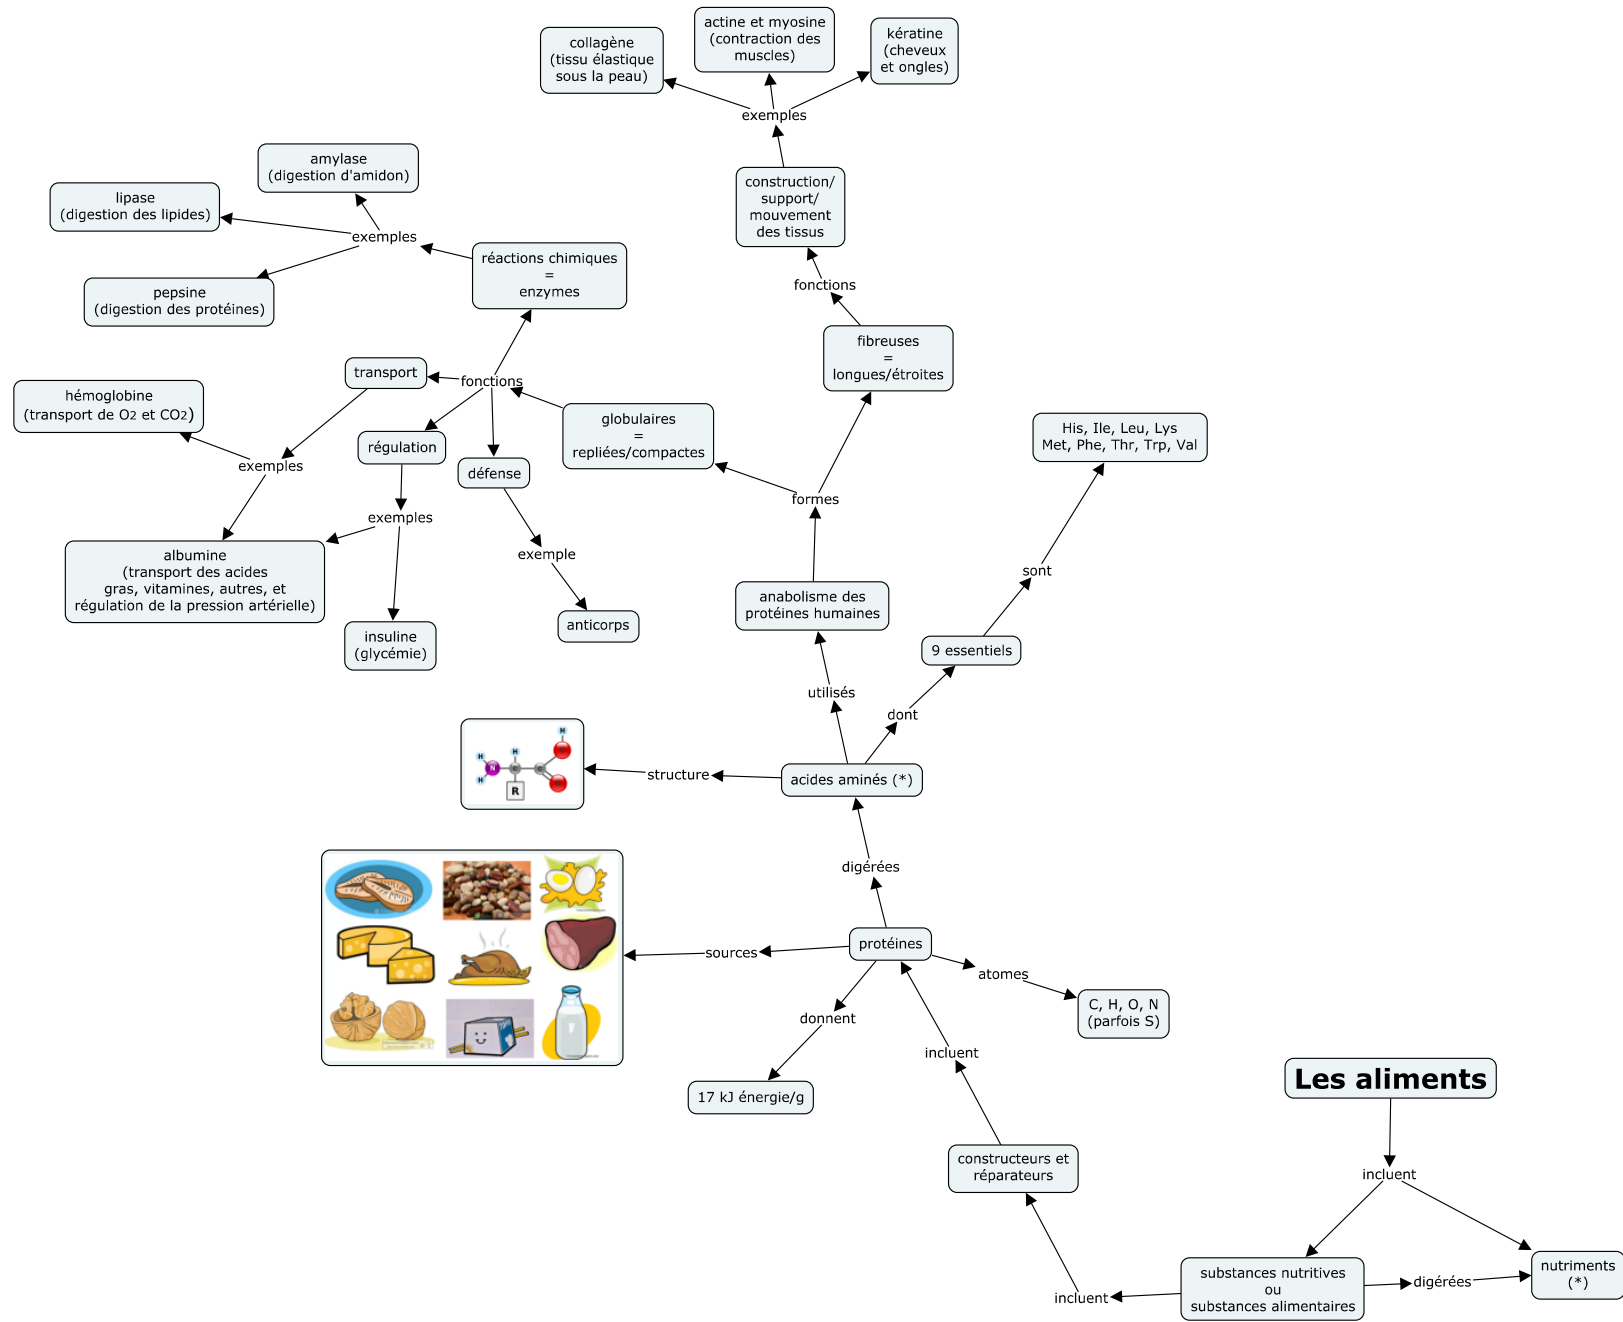 actine et myosine
(contraction des
muscles)
kératine
(cheveux
et ongles)
collagène
(tissu élastique
sous la peau)
exemples
amylase
(digestion d'amidon)
construction/
support/
mouvement
des tissus
lipase
(digestion des lipides)
exemples
réactions chimiques
=
enzymes
pepsine
(digestion des protéines)
fonctions
fibreuses
=
longues/étroites
transport
fonctions
hémoglobine
(transport de O2 et CO2)
globulaires
=
repliées/compactes
régulation
défense
exemples
His, Ile, Leu, Lys
Met, Phe, Thr, Trp, Val
formes
exemples
albumine
(transport des acides
gras, vitamines, autres, et
régulation de la pression artérielle)
exemple
sont
anabolisme des
protéines humaines
anticorps
insuline
(glycémie)
9 essentiels
utilisés
dont
H
H
H
N
C
C
O
O
H
R
structure
acides aminés (*)
digérées
protéines
sources
atomes
C, H, O, N
(parfois S)
donnent
incluent
17 kJ énergie/g
Les aliments
constructeurs et
réparateurs
incluent
substances nutritives
ou
substances alimentaires
digérées
nutriments
(*)
incluent